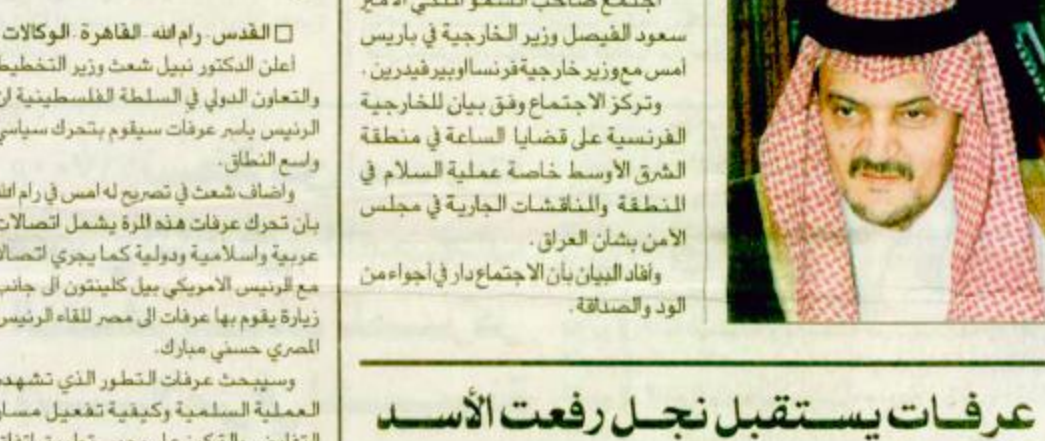 اجتمع صاحب السمو الملكي الأمير
سعود الفيصل وزير الخارجية في باريس
أمس مع وزير خارجية فرنسا اوبير فيدرين .
وتركز الاجتماع وفق بيان للخارجية
الفرنسية على قضايا الساعة في منطقة
الشرق الأوسط خاصة عملية السلام في
المنطقة والمناقشات الجارية في مجلس
الأمن بشأن العراق .
وأفاد البيان بأن الاجتماع دار في أجواء من
الود والصداقة .
عرفات يستقبل نجل رفعت الأسد
القدس - رام الله - القاهرة - الوكالات
أعلن الدكتور نبيل شعث وزير التخطيط
والتعاون الدولي في السلطة الفلسطينية ان
الرئيس ياسر عرفات سيقوم بتحرك سياسي
واسع النطاق .
واضاف شعث في تصريح له امس في رام الله
بأن تحرك عرفات هذه المرة يشمل اتصالات
عربية واسلامية ودولية كما يجري اتصالا
مع الرئيس الامريكي بيل كلينتون الى جانب
زيارة يقوم بها عرفات الى مصر للقاء الرئيس
المصري حسني مبارك .
وسيبحث عرفات التطور الذي تشهده
العملية السلمية وكيفية تفعيل مسار